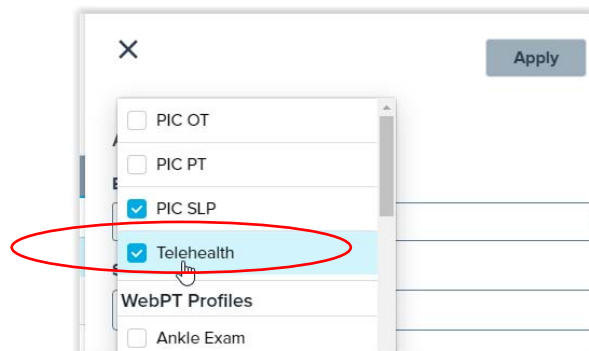 Apply
PIC OT
PIC PT
PIC SLP
Telehealth
WebPT Profiles
Ankle Exam